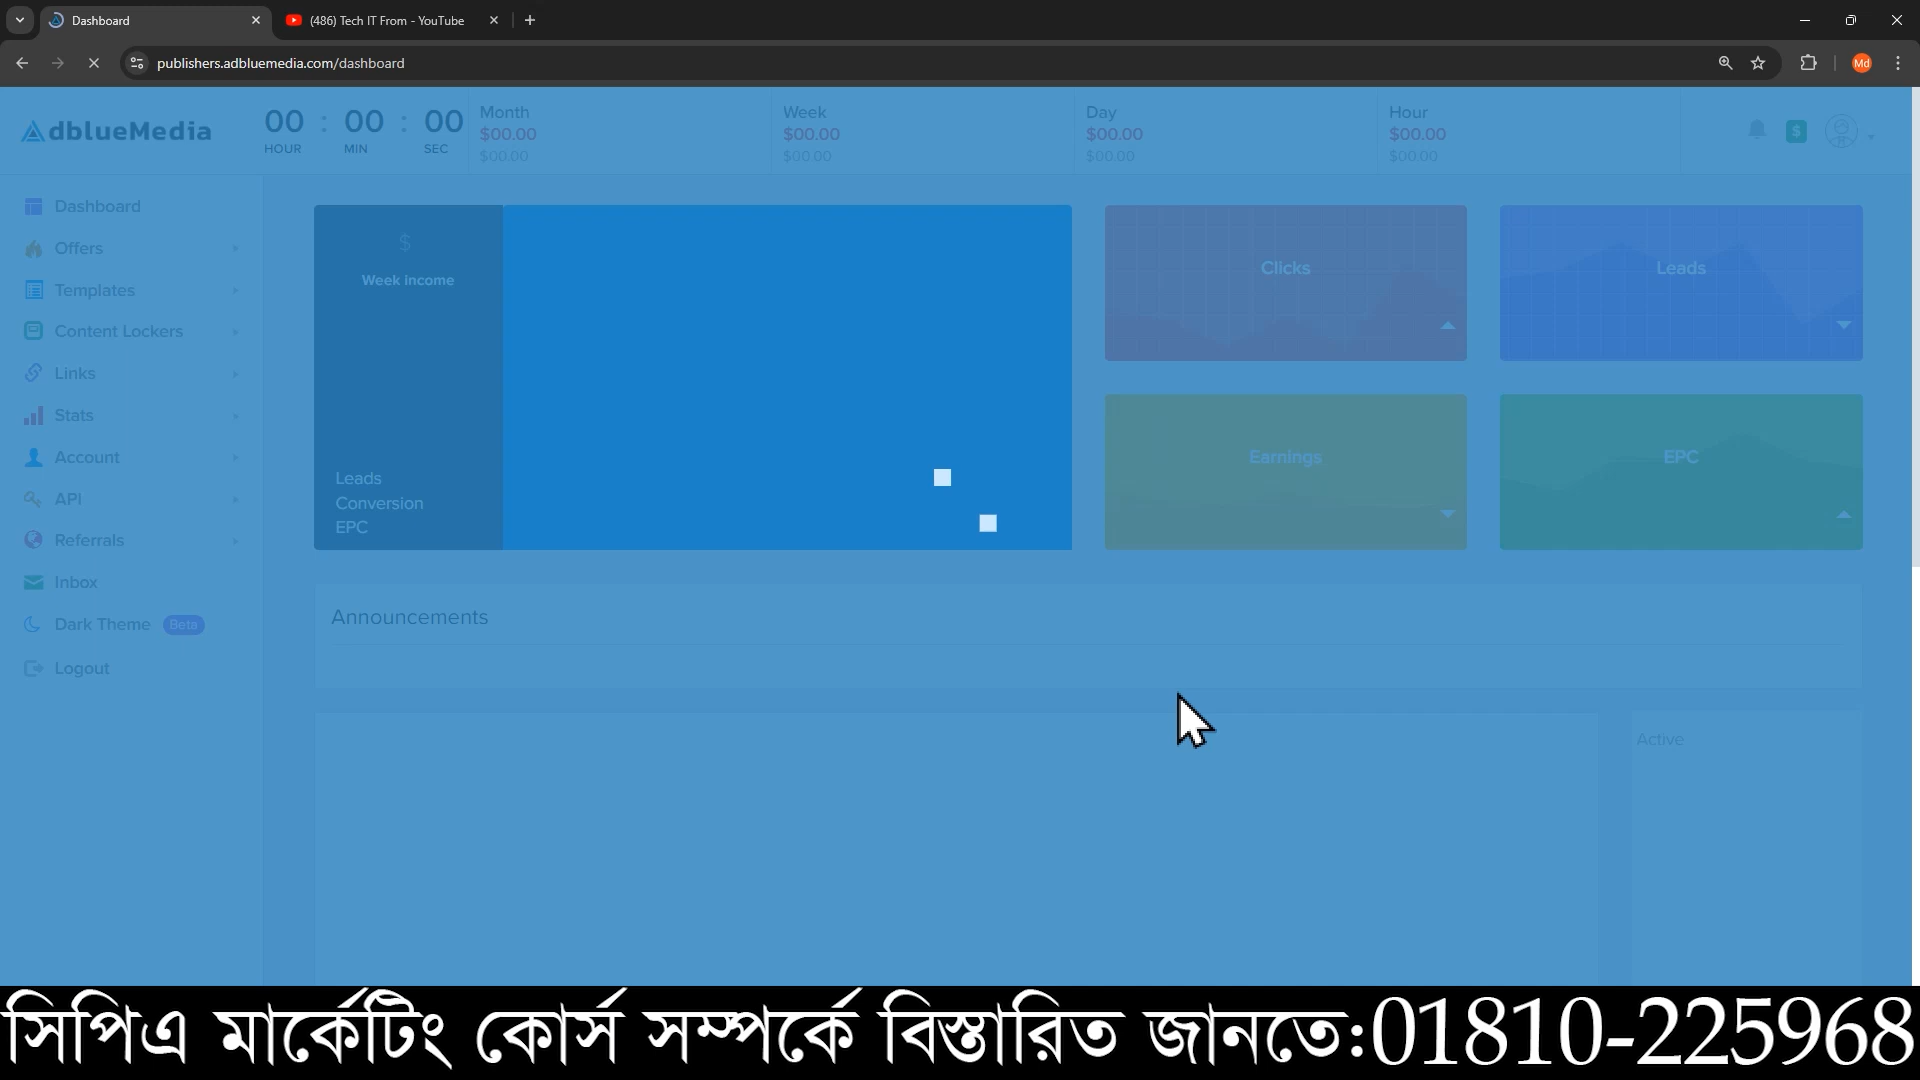 Dashboard
(486) Tech IT From - YouTube
publishers.adbluemedia.com/dashboard
Md
AdblueMedia
00 : 00 : 00
HOUR MIN SEC
Month
$00.00
$00.00
Week
$00.00
$00.00
Day
$00.00
$00.00
Hour
$00.00
$00.00
Dashboard
Offers
Templates
Content Lockers
Links
Stats
Account
API
Referrals
Inbox
Dark Theme Beta
Logout
$
Week income
Leads
Conversion
EPC
Clicks
Leads
Earnings
EPC
Announcements
Active
সিপিএ মার্কেটিং কোর্স সম্পর্কে বিস্তারিত জানতেঃ01810-225968